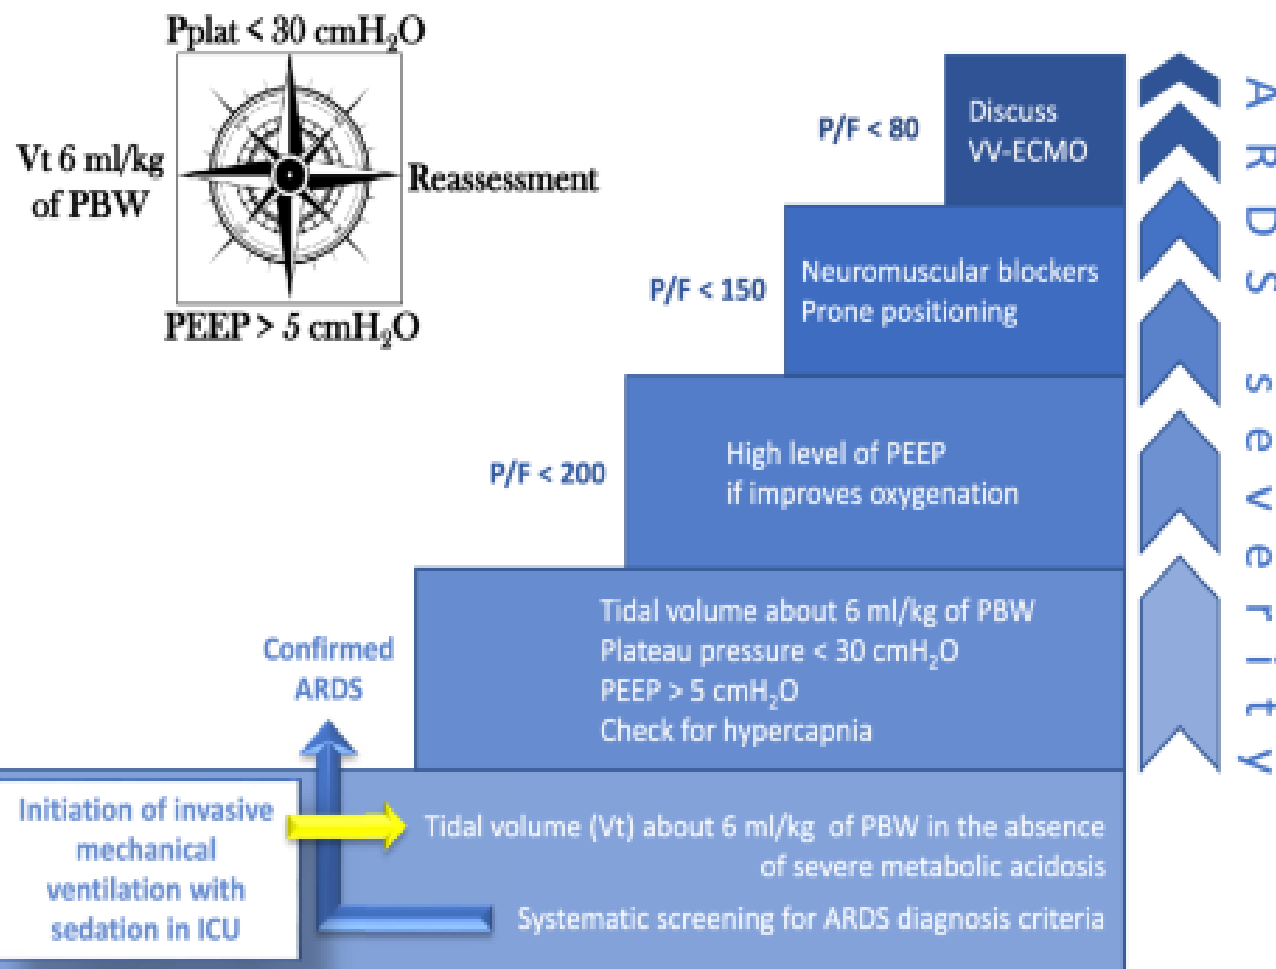 Pplat < 30 cmH₂O
Vt 6 ml/kg
of PBW
Reassessment
PEEP > 5 cmH₂O
P/F < 80
Discuss
VV-ECMO
P/F < 150
Neuromuscular blockers
Prone positioning
P/F < 200
High level of PEEP
if improves oxygenation
Confirmed
ARDS
Tidal volume about 6 ml/kg of PBW
Plateau pressure < 30 cmH₂O
PEEP > 5 cmH₂O
Check for hypercapnia
Initiation of invasive
mechanical
ventilation with
sedation in ICU
Tidal volume (Vt) about 6 ml/kg of PBW in the absence
of severe metabolic acidosis
Systematic screening for ARDS diagnosis criteria
ARDS severity